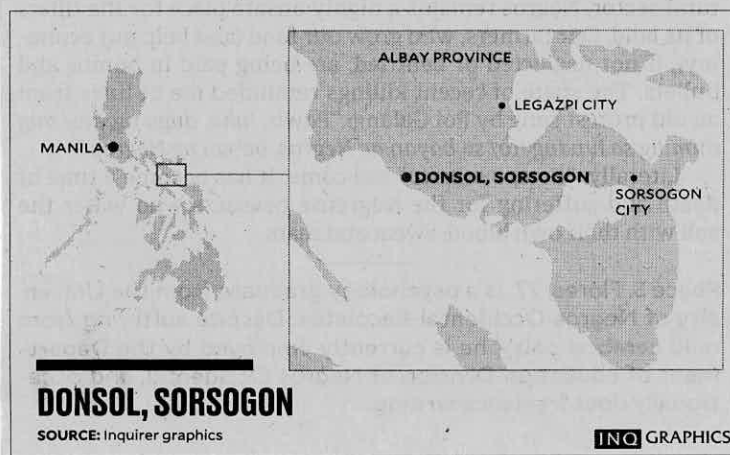 ALBAY PROVINCE
LEGAZPI CITY
MANILA
DONSOL, SORSOGON
SORSOGON
CITY
DONSOL, SORSOGON
SOURCE: Inquirer graphics
INQ GRAPHICS